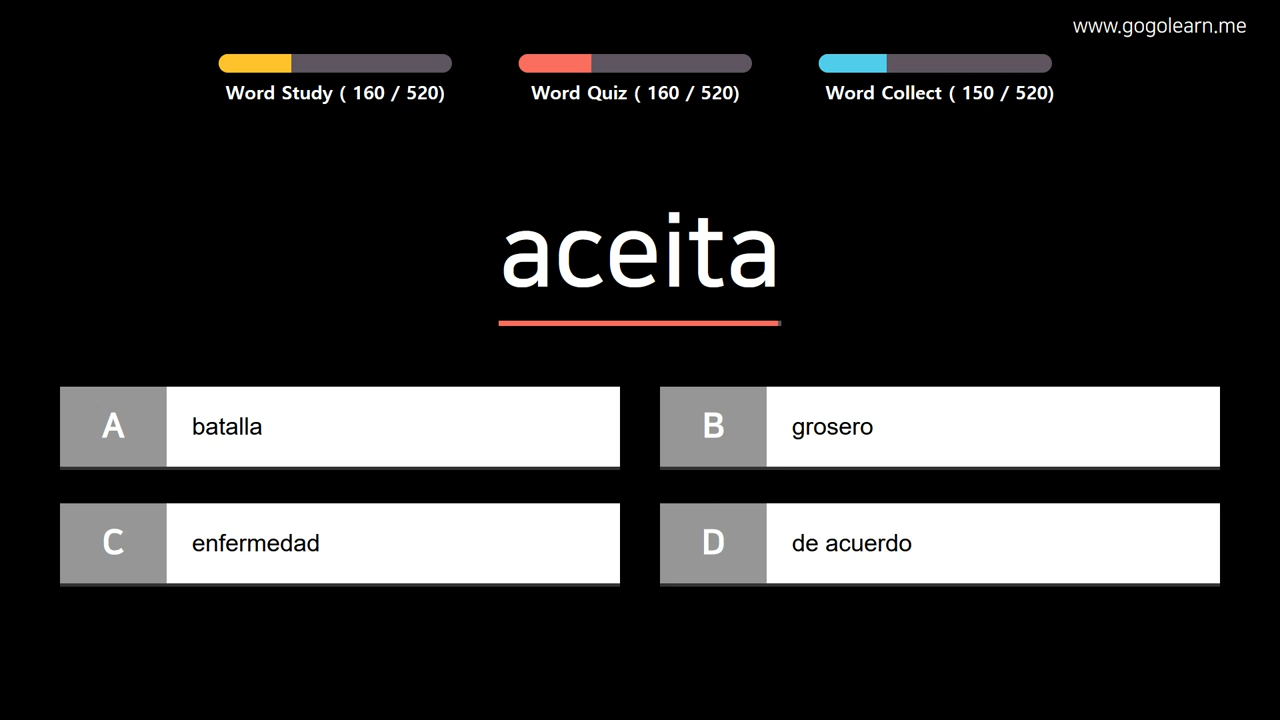 www.gogolearn.me
Word Study ( 160 / 520)
Word Quiz ( 160 / 520)
Word Collect ( 150 / 520)
aceita
A batalla
B grosero
C enfermedad
D de acuerdo